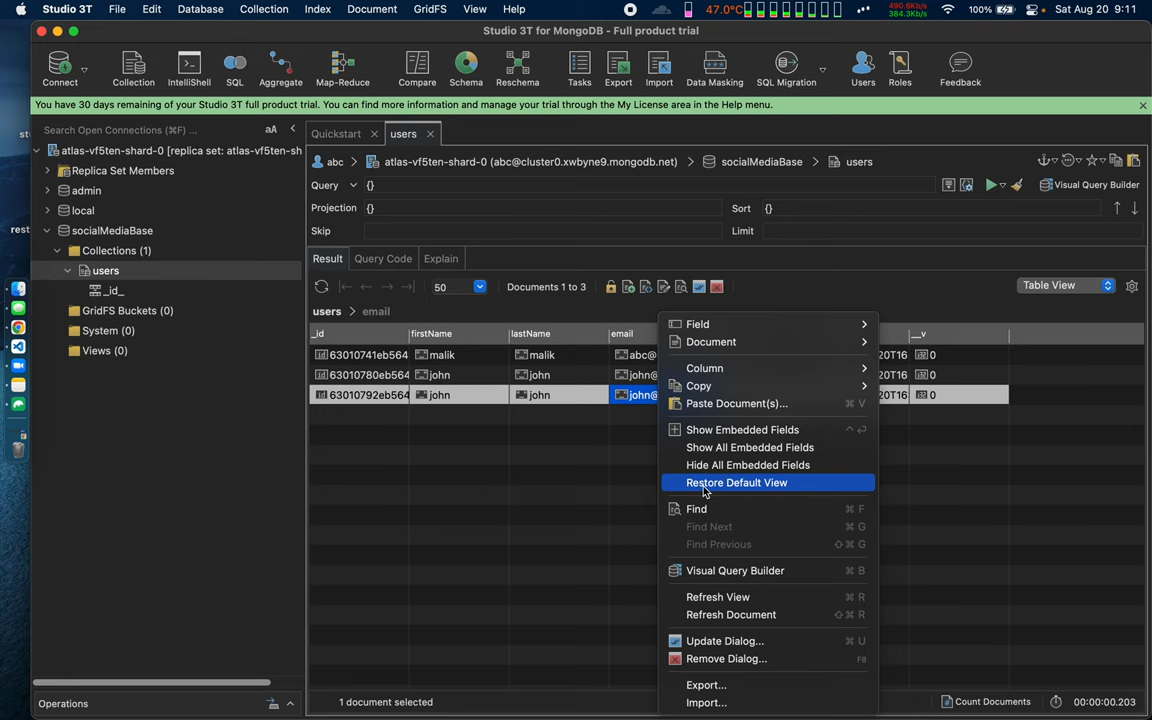 Studio 3T File Edit Database Collection Index Document GridFS View Help 47.0°C 490.6KB/s 384.3KB/s 100% Sat Aug 20 9:11
Studio 3T for MongoDB - Full product trial
Connect Collection IntelliShell SQL Aggregate Map-Reduce Compare Schema Reschema Tasks Export Import Data Masking SQL Migration Users Roles Feedback
You have 30 days remaining of your Studio 3T full product trial. You can find more information and manage your trial through the My License area in the Help menu.
Search Open Connections (⌘F) ... aA
Quickstart users
atlas-vf5ten-shard-0 [replica set: atlas-vf5ten-sh
abc > atlas-vf5ten-shard-0 (abc@cluster0.xwbyne9.mongodb.net) > socialMediaBase > users
Replica Set Members
admin
local
socialMediaBase
Collections (1)
users
_id_
GridFS Buckets (0)
System (0)
Views (0)
rest
Query {} Visual Query Builder
Projection {} Sort {}
Skip Limit
Result Query Code Explain
50 Documents 1 to 3 Table View
users > email
_id firstName lastName email __v
63010741eb564 malik malik abc@ 20T16 0
63010780eb564 john john john@ 20T16 0
63010792eb564 john john john@ 20T16 0
Field
Document
Column
Copy
Paste Document(s)... ⌘ V
Show Embedded Fields
Show All Embedded Fields
Hide All Embedded Fields
Restore Default View
Find ⌘ F
Find Next ⌘ G
Find Previous ⇧ ⌘ G
Visual Query Builder ⌘ B
Refresh View ⌘ R
Refresh Document ⇧ ⌘ R
Update Dialog... ⌘ U
Remove Dialog... F8
Export...
Import...
Operations
1 document selected Count Documents 00:00:00.203